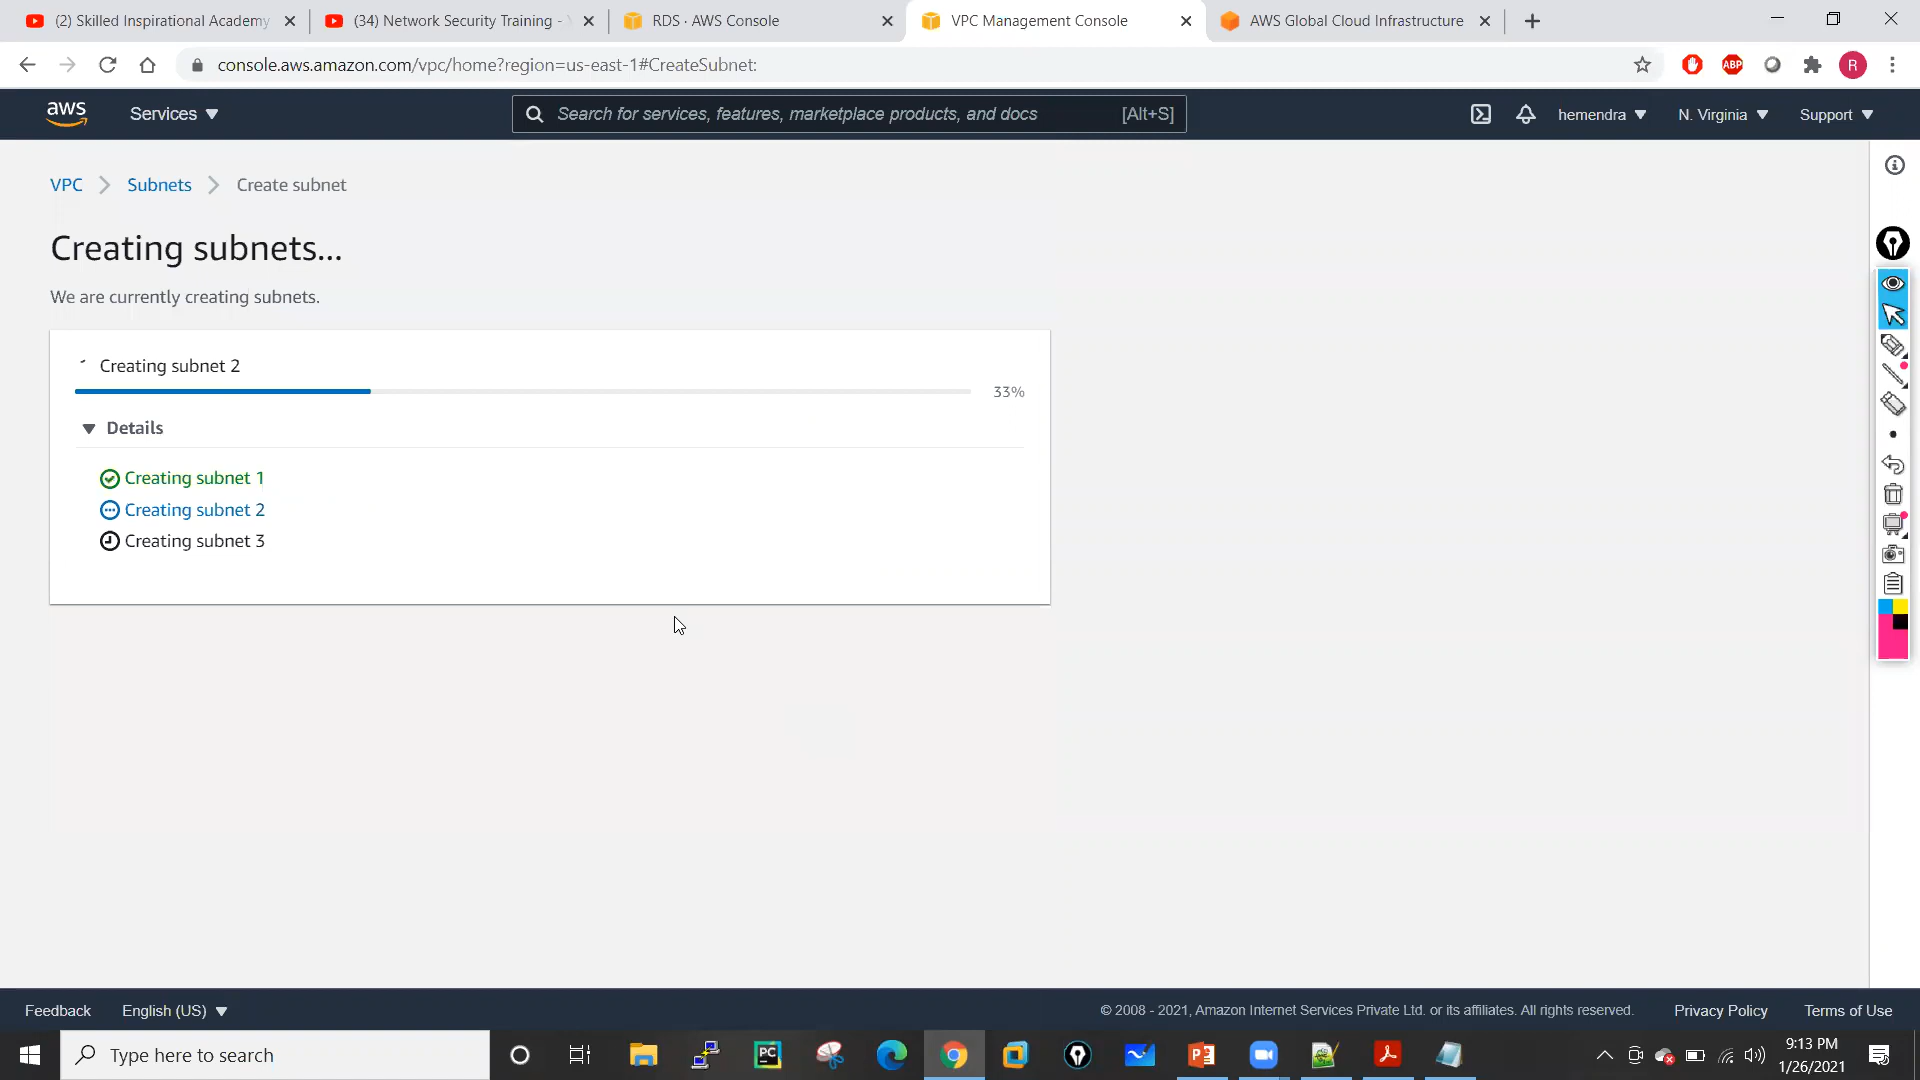 (2) Skilled Inspirational Academy
(34) Network Security Training -
RDS · AWS Console
VPC Management Console
AWS Global Cloud Infrastructure
console.aws.amazon.com/vpc/home?region=us-east-1#CreateSubnet:
ABP
R
aws
Services
Search for services, features, marketplace products, and docs
[Alt+S]
hemendra
N. Virginia
Support
VPC
Subnets
Create subnet
Creating subnets...
We are currently creating subnets.
Creating subnet 2
33%
Details
Creating subnet 1
Creating subnet 2
Creating subnet 3
Feedback
English (US)
© 2008 - 2021, Amazon Internet Services Private Ltd. or its affiliates. All rights reserved.
Privacy Policy
Terms of Use
Type here to search
PC
9:13 PM
1/26/2021